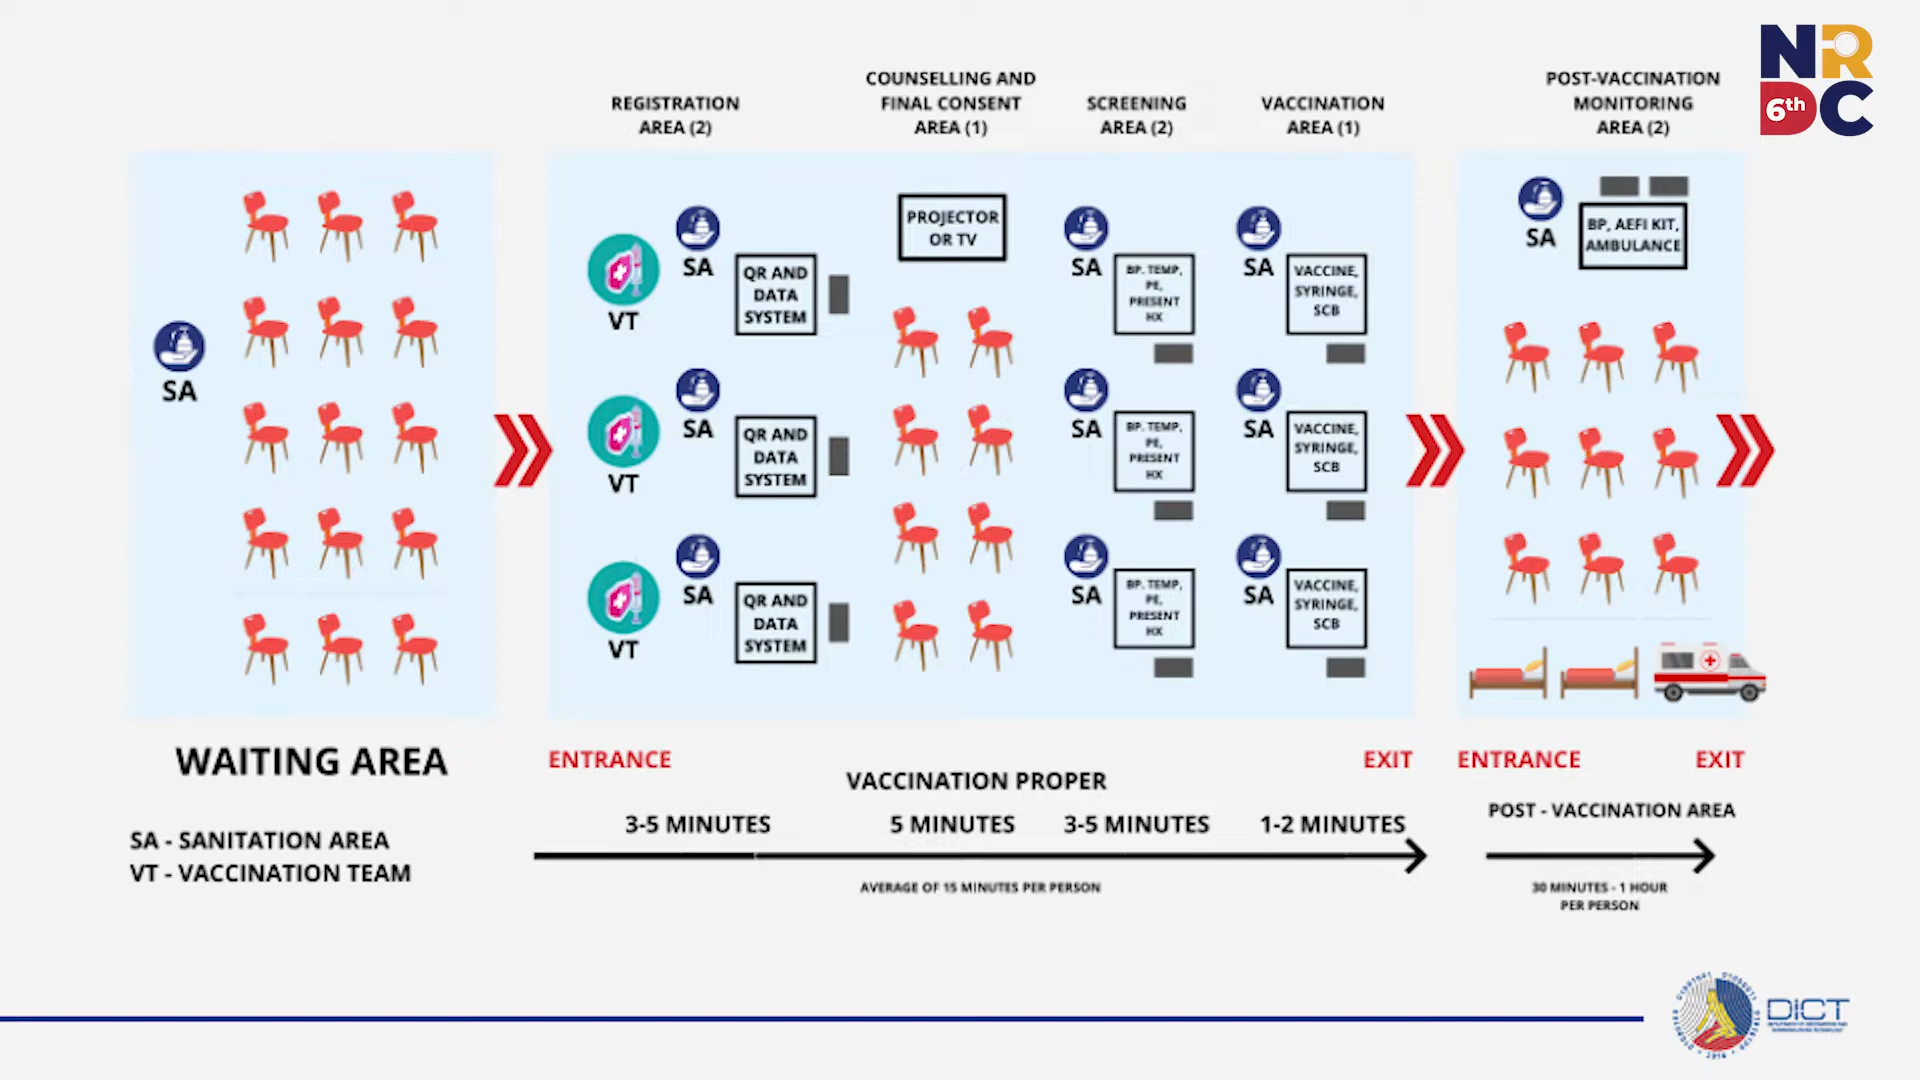 NR
6th DC
REGISTRATION
AREA (2)
COUNSELLING AND
FINAL CONSENT
AREA (1)
SCREENING
AREA (2)
VACCINATION
AREA (1)
POST-VACCINATION
MONITORING
AREA (2)
SA
VT
SA
QR AND
DATA
SYSTEM
VT
SA
QR AND
DATA
SYSTEM
VT
SA
QR AND
DATA
SYSTEM
PROJECTOR
OR TV
SA
BP. TEMP,
PE,
PRESENT
HX
SA
BP. TEMP,
PE,
PRESENT
HX
SA
BP. TEMP,
PE,
PRESENT
HX
SA
VACCINE,
SYRINGE,
SCB
SA
VACCINE,
SYRINGE,
SCB
SA
VACCINE,
SYRINGE,
SCB
SA
BP, AEFI KIT,
AMBULANCE
WAITING AREA
ENTRANCE
EXIT
VACCINATION PROPER
3-5 MINUTES
5 MINUTES
3-5 MINUTES
1-2 MINUTES
AVERAGE OF 15 MINUTES PER PERSON
ENTRANCE
EXIT
POST - VACCINATION AREA
30 MINUTES - 1 HOUR
PER PERSON
SA - SANITATION AREA
VT - VACCINATION TEAM
DICT